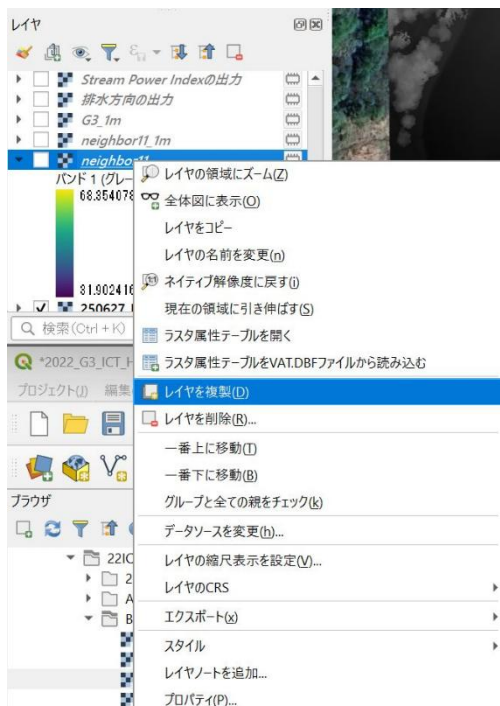 レイヤ
Stream Power Indexの出力
排水方向の出力
G3_1m
neighbor11_1m
neighbor11
バンド 1 (グレー
68.854078
81.902416
検索(Ctrl + K)
*2022_G3_ICT_H
プロジェクト(J) 編集
ブラウザ
22IC
2
A
B
レイヤの領域にズーム(Z)
全体図に表示(O)
レイヤをコピー
レイヤの名前を変更(n)
ネイティブ解像度に戻す(i)
現在の領域に引き伸ばす(S)
ラスタ属性テーブルを開く
ラスタ属性テーブルをVAT.DBFファイルから読み込む
レイヤを複製(D)
レイヤを削除(R)...
一番上に移動(T)
一番下に移動(B)
グループと全ての親をチェック(k)
データソースを変更(h)...
レイヤの縮尺表示を設定(V)...
レイヤのCRS
エクスポート(x)
スタイル
レイヤノートを追加...
プロパティ(P)...